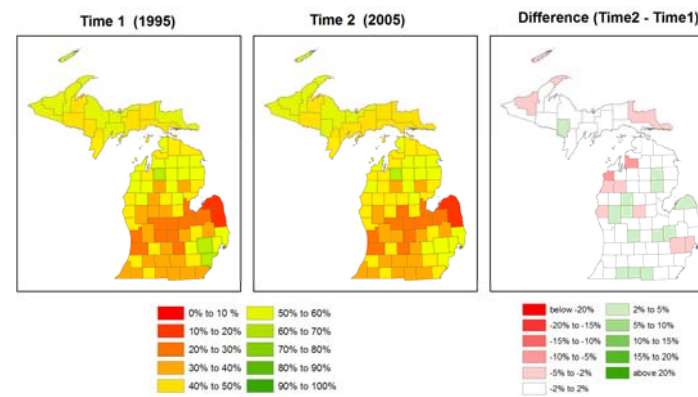 Time 1 (1995)
Time 2 (2005)
Difference (Time2 - Time1)
0% to 10 %
10% to 20%
20% to 30%
30% to 40%
40% to 50%
50% to 60%
60% to 70%
70% to 80%
80% to 90%
90% to 100%
below -20%
-20% to -15%
-15% to -10%
-10% to -5%
-5% to -2%
-2% to 2%
2% to 5%
5% to 10%
10% to 15%
15% to 20%
above 20%